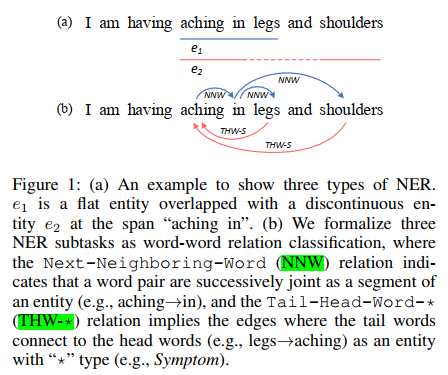 (a) I am having aching in legs and shoulders
e1
e2
NNW
NNW NNW
(b) I am having aching in legs and shoulders
THW-S
THW-S
Figure 1: (a) An example to show three types of NER.
e1 is a flat entity overlapped with a discontinuous en-
tity e2 at the span “aching in”. (b) We formalize three
NER subtasks as word-word relation classification, where
the Next-Neighboring-Word (NNW) relation indi-
cates that a word pair are successively joint as a segment of
an entity (e.g., aching→in), and the Tail-Head-Word-⋆
(THW-⋆) relation implies the edges where the tail words
connect to the head words (e.g., legs→aching) as an entity
with “⋆” type (e.g., Symptom).